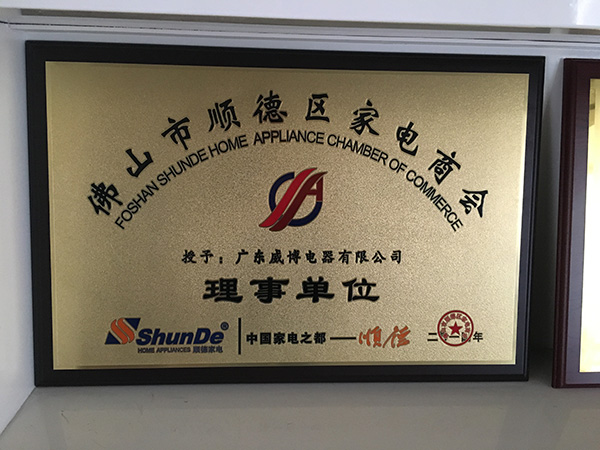 佛山市顺德区家电商会
FOSHAN SHUNDE HOME APPLIANCE CHAMBER OF COMMERCE
授予：广东威博电器有限公司
理事单位
ShunDe®
HOME APPLIANCES 顺德家电
中国家电之都——顺德
二 一 年